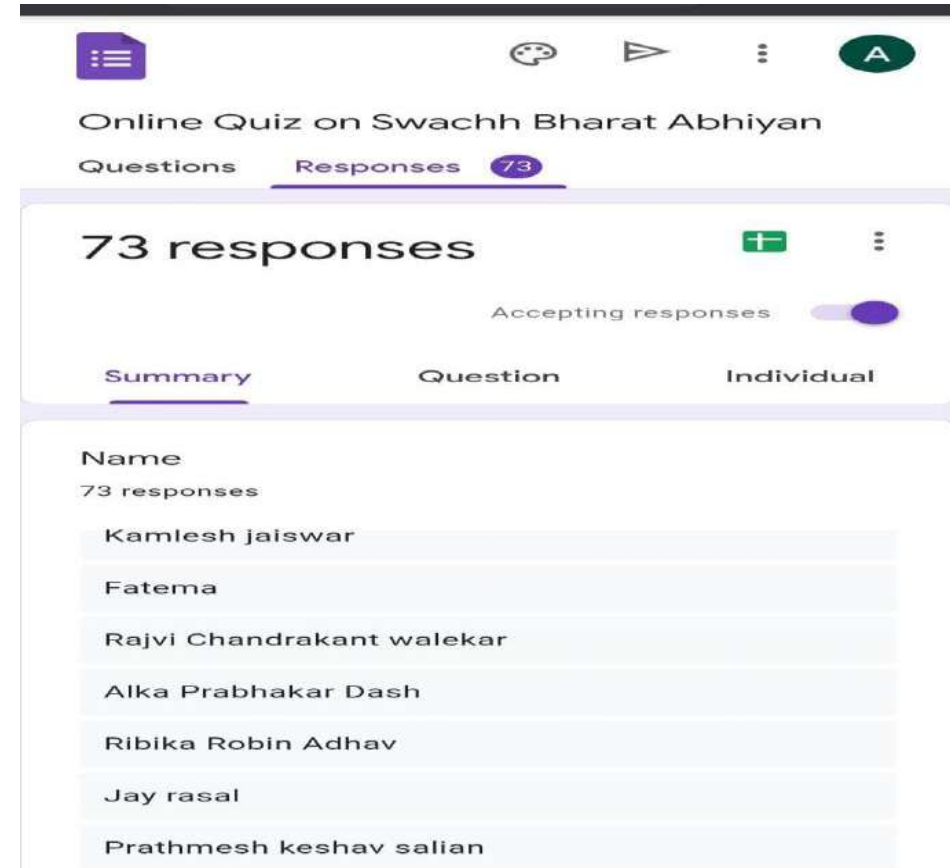 A
Online Quiz on Swachh Bharat Abhiyan
Questions Responses 73
73 responses
Accepting responses
Summary Question Individual
Name
73 responses
Kamlesh jaiswar
Fatema
Rajvi Chandrakant walekar
Alka Prabhakar Dash
Ribika Robin Adhav
Jay rasal
Prathmesh keshav salian